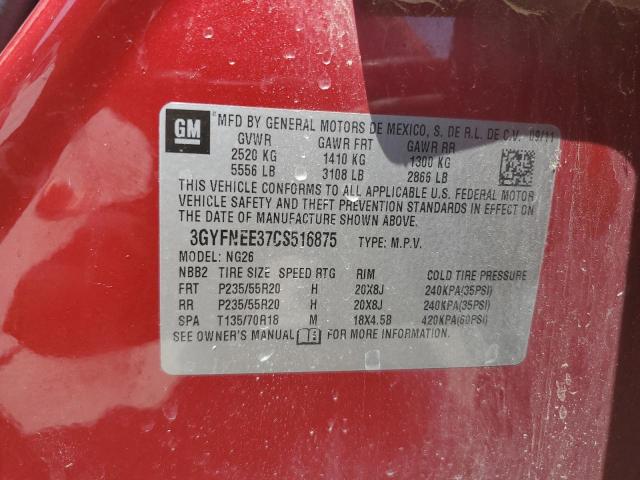 GM
MFD BY GENERAL MOTORS DE MEXICO, S. DE R.L. DE C.V. 09/11
GVWR GAWR FRT GAWR RR
2520 KG 1410 KG 1300 KG
5556 LB 3108 LB 2866 LB
THIS VEHICLE CONFORMS TO ALL APPLICABLE U.S. FEDERAL MOTOR
VEHICLE SAFETY AND THEFT PREVENTION STANDARDS IN EFFECT ON
THE DATE OF MANUFACTURE SHOWN ABOVE.
3GYFNEE37CS516875 TYPE: M.P.V.
MODEL: NG26
NBB2 TIRE SIZE SPEED RTG RIM COLD TIRE PRESSURE
FRT P235/55R20 H 20X8J 240KPA(35PSI)
RR P235/55R20 H 20X8J 240KPA(35PSI)
SPA T135/70R18 M 18X4.5B 420KPA(60PSI)
SEE OWNER'S MANUAL FOR MORE INFORMATION.